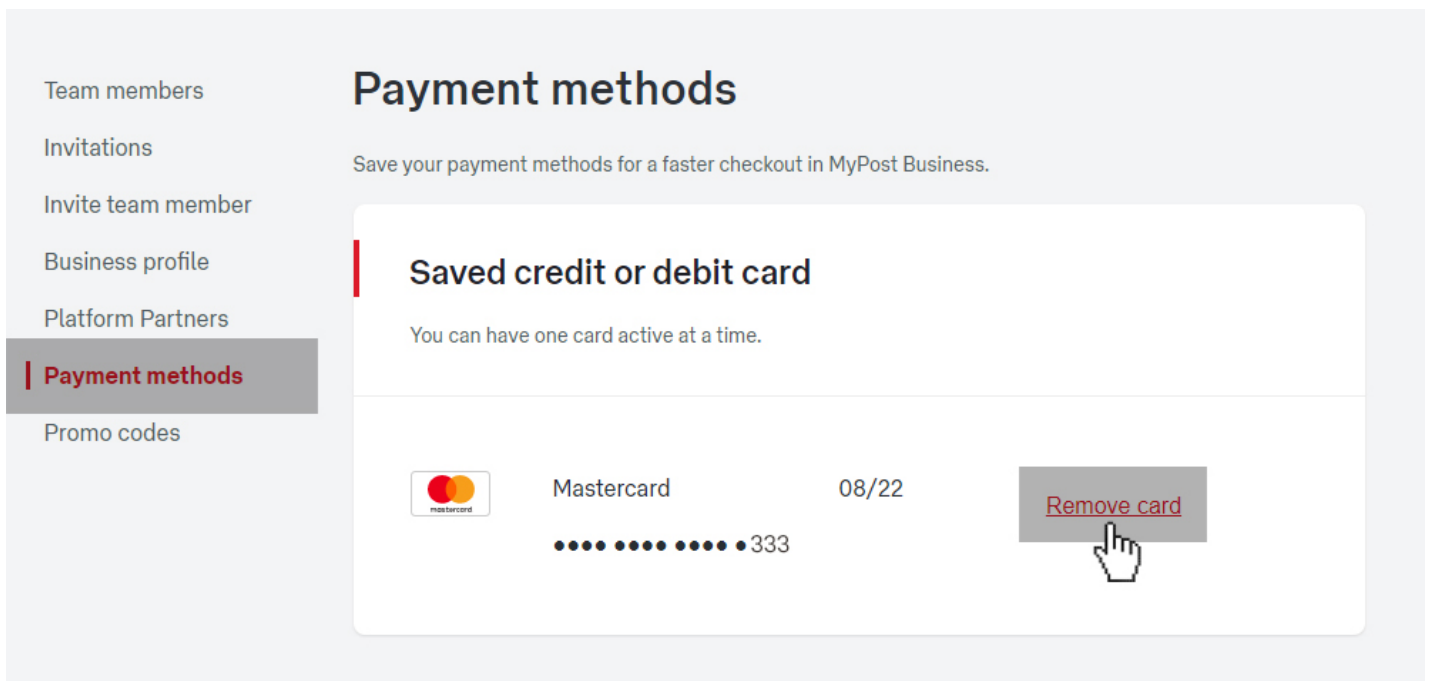 Team members
Invitations
Invite team member
Business profile
Platform Partners
Payment methods
Promo codes
Payment methods
Save your payment methods for a faster checkout in MyPost Business.
Saved credit or debit card
You can have one card active at a time.
mastercard
Mastercard 08/22 Remove card
•••• •••• •••• •333